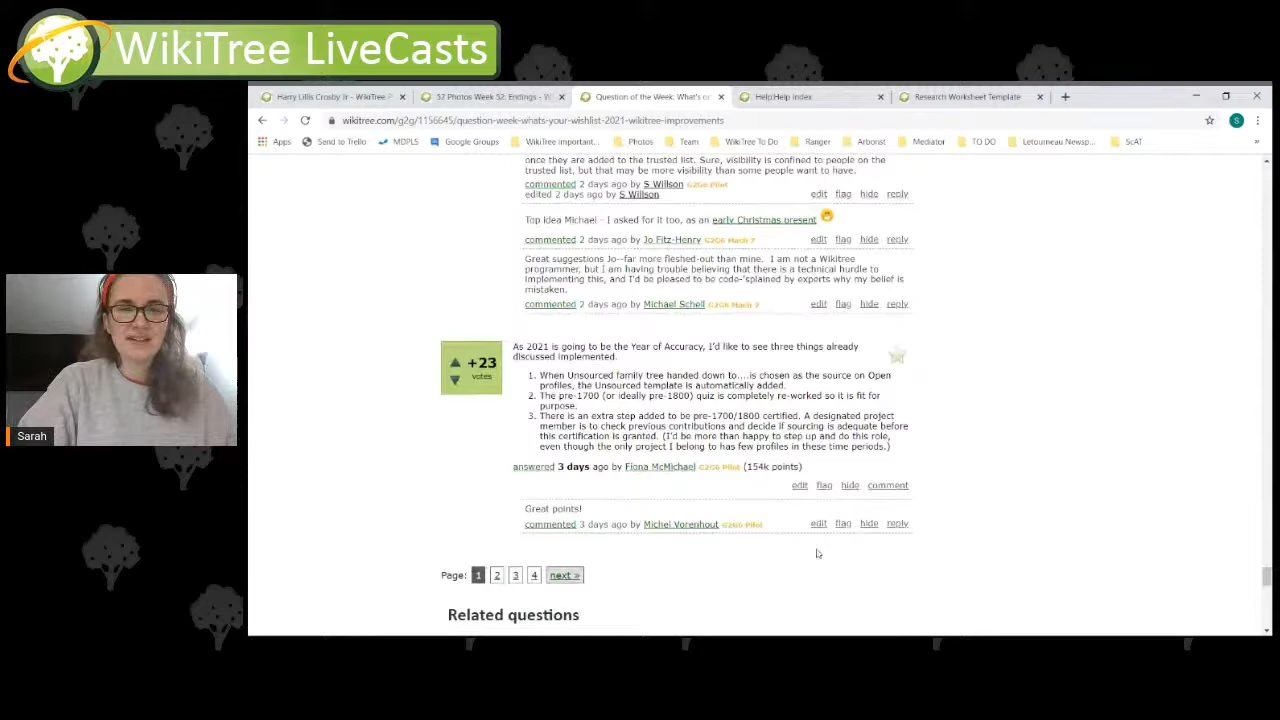 WikiTree LiveCasts
Harry Lillis Crosby Jr - WikiTree F
52 Photos Week 52: Endings - W
Question of the Week: What's on
Help:Help Index
Research Worksheet Template
wikitree.com/g2g/1156645/question-week-whats-your-wishlist-2021-wikitree-improvements
Apps Send to Trello MDPLS Google Groups WikiTree Important... Photos Team WikiTree To Do Ranger Arborist Mediator TO DO Letourneau Newsp... ScAT
once they are added to the trusted list. Sure, visibility is confined to people on the
trusted list, but that may be more visibility than some people want to have.
commented 2 days ago by S Willson G2G6 Pilot
edited 2 days ago by S Willson
edit flag hide reply
Top idea Michael - I asked for it too, as an early Christmas present
commented 2 days ago by Jo Fitz-Henry G2G6 Mach 7
edit flag hide reply
Great suggestions Jo--far more fleshed-out than mine. I am not a Wikitree
programmer, but I am having trouble believing that there is a technical hurdle to
implementing this, and I'd be pleased to be code-'splained by experts why my belief is
mistaken.
commented 2 days ago by Michael Schell G2G6 Mach 3
edit flag hide reply
+23
votes
As 2021 is going to be the Year of Accuracy, I'd like to see three things already
discussed implemented.
1. When Unsourced family tree handed down to....is chosen as the source on Open
profiles, the Unsourced template is automatically added.
2. The pre-1700 (or ideally pre-1800) quiz is completely re-worked so it is fit for
purpose.
3. There is an extra step added to be pre-1700/1800 certified. A designated project
member is to check previous contributions and decide if sourcing is adequate before
this certification is granted. (I'd be more than happy to step up and do this role,
even though the only project I belong to has few profiles in these time periods.)
answered 3 days ago by Fiona McMichael G2G6 Pilot (154k points)
edit flag hide comment
Great points!
commented 3 days ago by Michel Vorenhout G2G6 Pilot
edit flag hide reply
Page: 1 2 3 4 next »
Related questions
Sarah